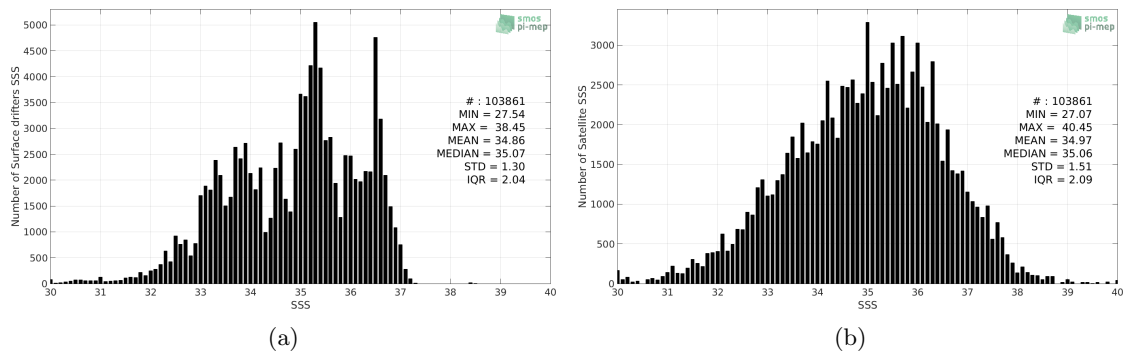 smos
pi-mep
Number of Surface drifters SSS
5000
4500
4000
3500
3000
2500
2000
1500
1000
500
0
# : 103861
MIN = 27.54
MAX = 38.45
MEAN = 34.86
MEDIAN = 35.07
STD = 1.30
IQR = 2.04
30 31 32 33 34 35 36 37 38 39 40
SSS
(a)
smos
pi-mep
Number of Satellite SSS
3000
2500
2000
1500
1000
500
0
# : 103861
MIN = 27.07
MAX = 40.45
MEAN = 34.97
MEDIAN = 35.06
STD = 1.51
IQR = 2.09
30 31 32 33 34 35 36 37 38 39 40
SSS
(b)